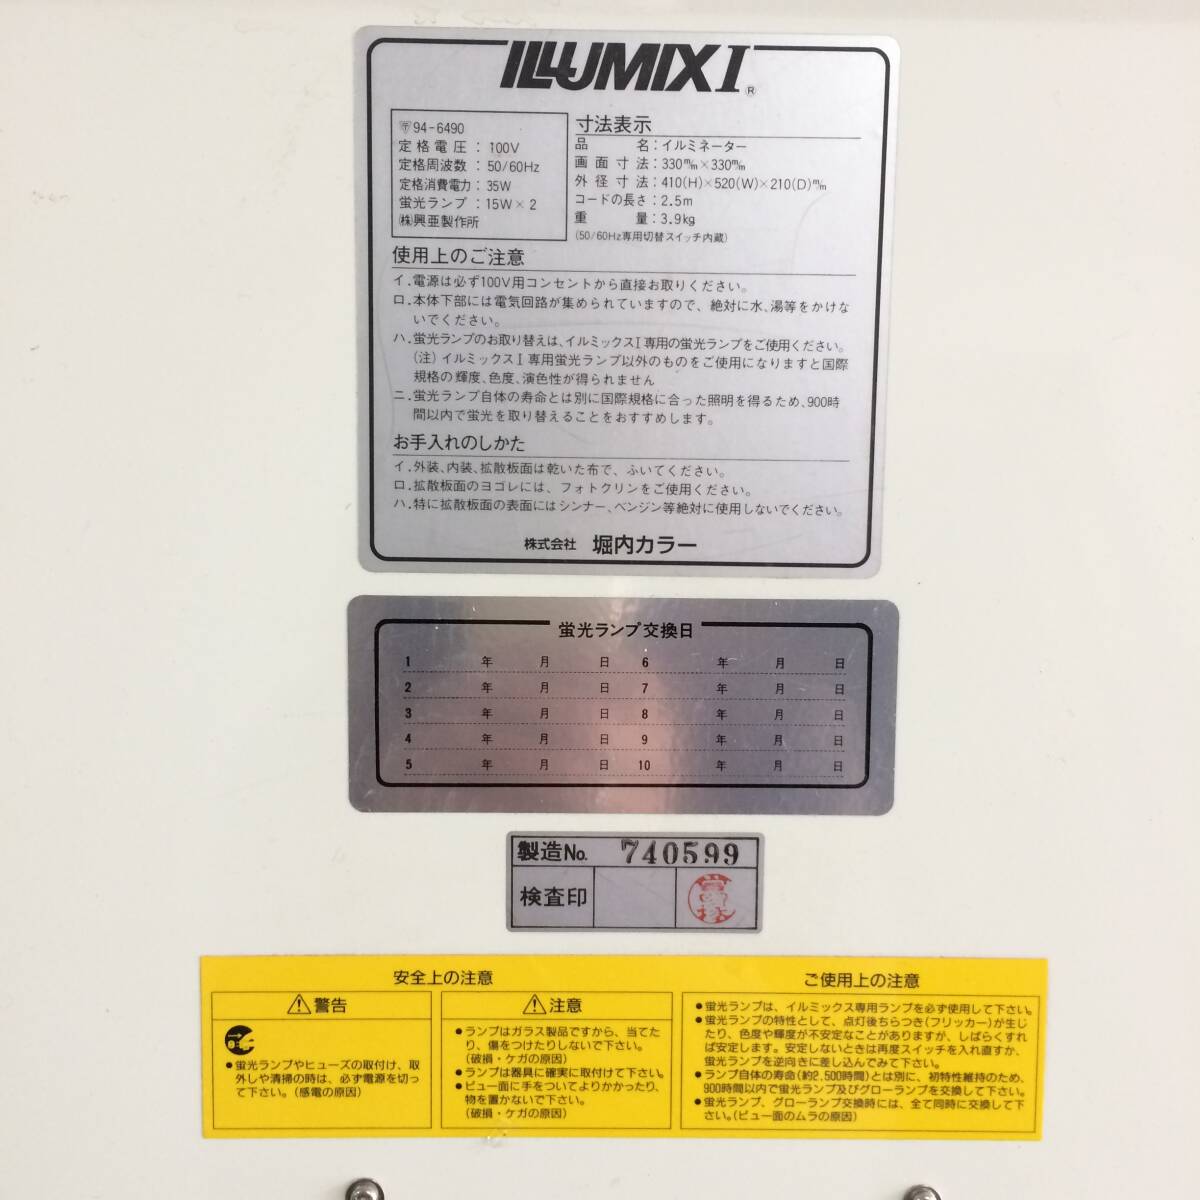 ILLUMIX I ®
〒94-6490
定格電圧：100V
定格周波数：50/60Hz
定格消費電力：35W
蛍光ランプ：15W×2
㈱興亜製作所
寸法表示
品名：イルミネーター
画面寸法：330㎜×330㎜
外径寸法：410(H)×520(W)×210(D)㎜
コードの長さ：2.5m
重量：3.9kg
(50/60Hz専用切替スイッチ内蔵)
使用上のご注意
イ.電源は必ず100V用コンセントから直接お取りください。
ロ.本体下部には電気回路が集められていますので、絶対に水、湯等をかけな
いでください。
ハ.蛍光ランプのお取り替えは、イルミックスI専用の蛍光ランプをご使用ください。
(注)イルミックスI専用蛍光ランプ以外のものをご使用になりますと国際
規格の輝度、色度、演色性が得られません
ニ.蛍光ランプ自体の寿命とは別に国際規格に合った照明を得るため、900時
間以内で蛍光を取り替えることをおすすめします。
お手入れのしかた
イ.外装、内装、拡散板面は乾いた布で、ふいてください。
ロ.拡散板面のヨゴレには、フォトクリンをご使用ください。
ハ.特に拡散板面の表面にはシンナー、ベンジン等絶対に使用しないでください。
株式会社 堀内カラー
蛍光ランプ交換日
1 年 月 日 6 年 月 日
2 年 月 日 7 年 月 日
3 年 月 日 8 年 月 日
4 年 月 日 9 年 月 日
5 年 月 日 10 年 月 日
製造No. 740599
検査印
安全上の注意
⚠警告
●蛍光ランプやヒューズの取付け、取
外しや清掃の時は、必ず電源を切っ
て下さい。(感電の原因)
⚠注意
●ランプはガラス製品ですから、当てた
り、傷をつけたりしないで下さい。
(破損・ケガの原因)
●ランプは器具に確実に取付けて下さい。
●ビュー面に手をついてよりかかったり、
物を置かないで下さい。
(破損・ケガの原因)
ご使用上の注意
●蛍光ランプは、イルミックス専用ランプを必ず使用して下さい。
●蛍光ランプの特性として、点灯後ちらつき(フリッカー)が生じ
たり、色度や輝度が不安定なことがありますが、しばらくすれ
ば安定します。安定しないときは再度スイッチを入れ直すか、
蛍光ランプを逆向きに差し込んでみて下さい。
●ランプ自体の寿命(約2,500時間)とは別に、初特性維持のため、
900時間以内で蛍光ランプ及びグローランプを交換して下さい。
●蛍光ランプ、グローランプ交換時には、全て同時に交換して下
さい。(ビュー面のムラの原因)